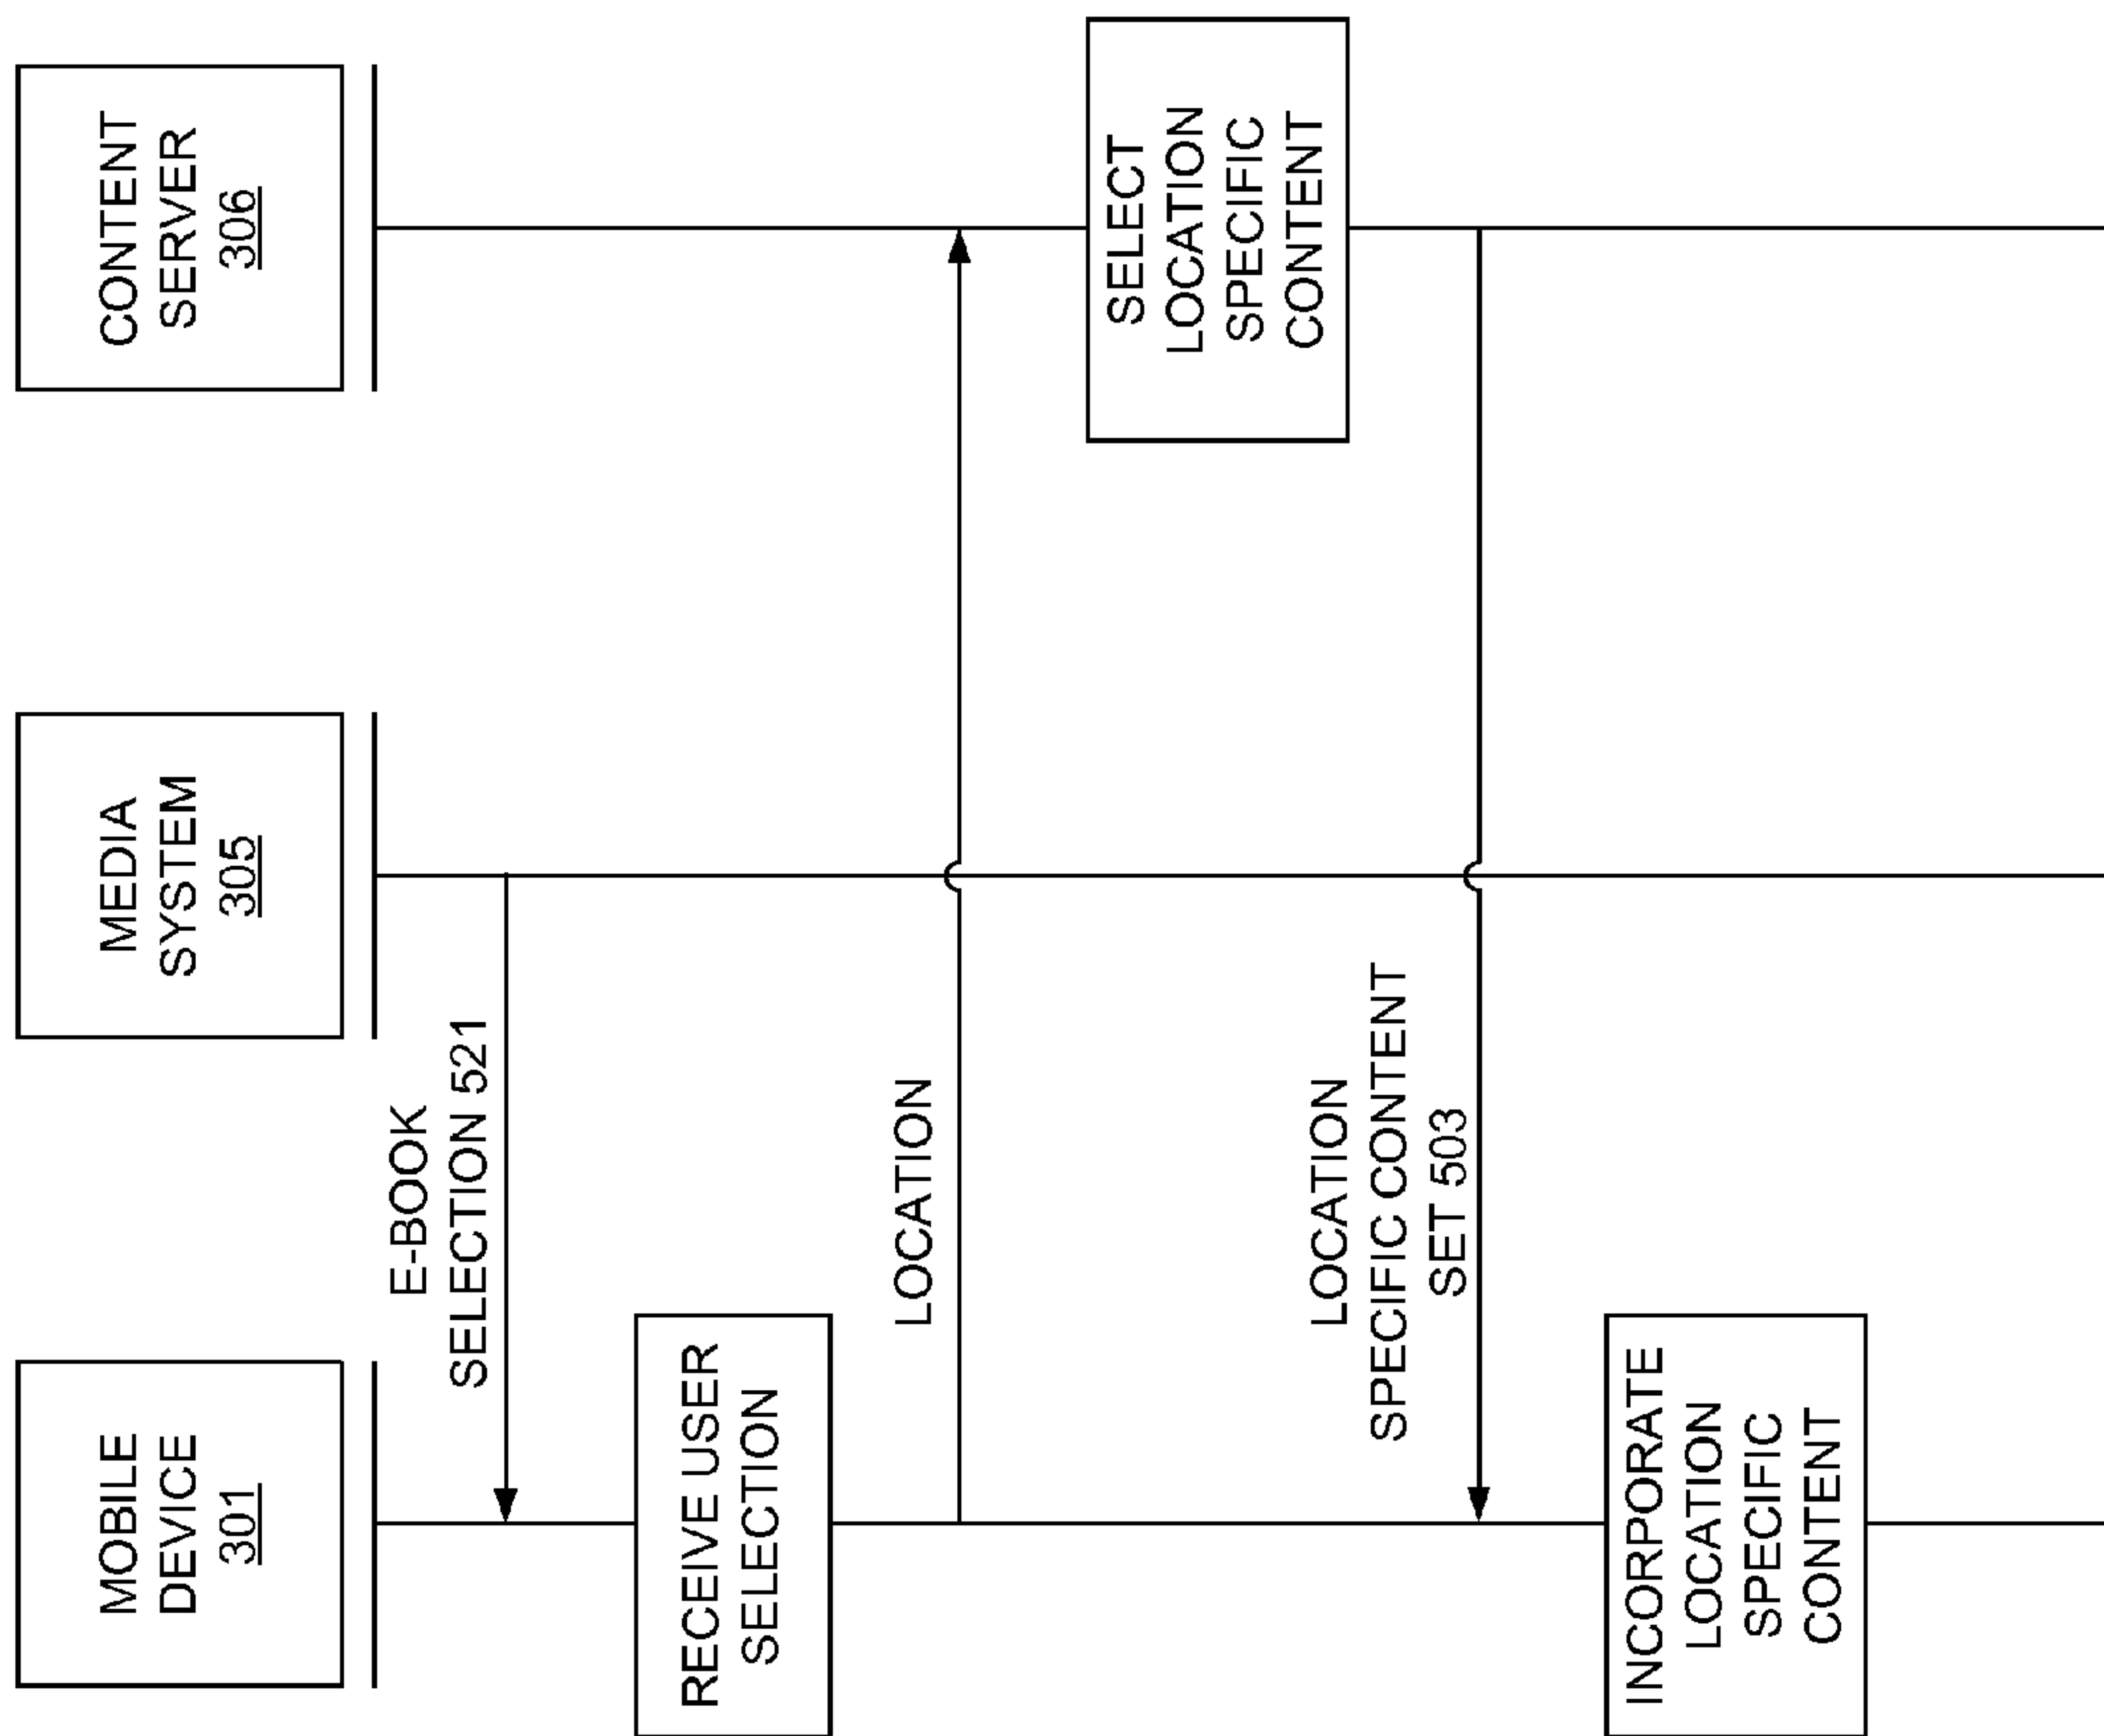 MOBILE
DEVICE
301
MEDIA
SYSTEM
305
CONTENT
SERVER
306
E-BOOK
SELECTION 521
RECEIVE USER
SELECTION
LOCATION
SELECT
LOCATION
SPECIFIC
CONTENT
LOCATION
SPECIFIC CONTENT
SET 503
INCORPORATE
LOCATION
SPECIFIC
CONTENT